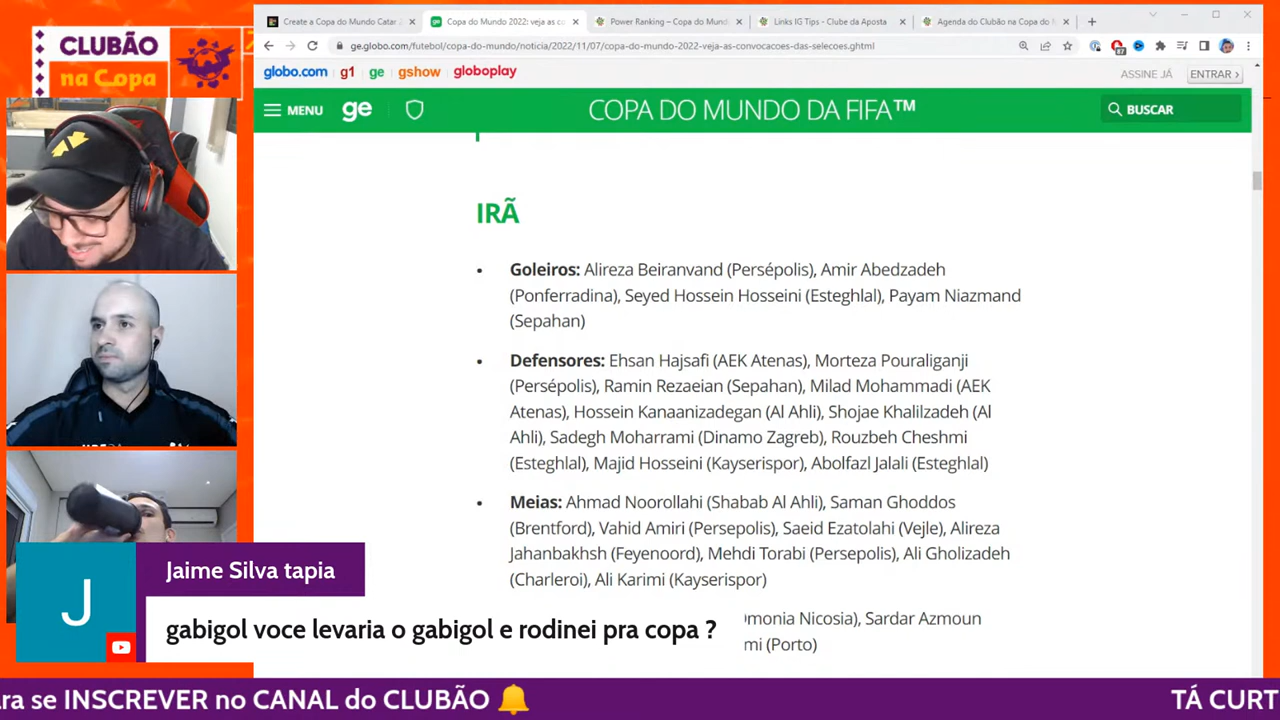 CLUBÃO
na Copa
Create a Copa do Mundo Catar
Copa do Mundo 2022: veja as co
Power Ranking – Copa do Mund
Links IG Tips - Clube da Aposta
Agenda do Clubão na Copa do
ge.globo.com/futebol/copa-do-mundo/noticia/2022/11/07/copa-do-mundo-2022-veja-as-convocacoes-das-selecoes.ghtml
87
globo.com g1 ge gshow globoplay
ASSINE JÁ ENTRAR ›
MENU ge COPA DO MUNDO DA FIFA™ BUSCAR
IRÃ
• Goleiros: Alireza Beiranvand (Persépolis), Amir Abedzadeh
(Ponferradina), Seyed Hossein Hosseini (Esteghlal), Payam Niazmand
(Sepahan)
• Defensores: Ehsan Hajsafi (AEK Atenas), Morteza Pouraliganji
(Persépolis), Ramin Rezaeian (Sepahan), Milad Mohammadi (AEK
Atenas), Hossein Kanaanizadegan (Al Ahli), Shojae Khalilzadeh (Al
Ahli), Sadegh Moharrami (Dinamo Zagreb), Rouzbeh Cheshmi
(Esteghlal), Majid Hosseini (Kayserispor), Abolfazl Jalali (Esteghlal)
• Meias: Ahmad Noorollahi (Shabab Al Ahli), Saman Ghoddos
(Brentford), Vahid Amiri (Persepolis), Saeid Ezatolahi (Vejle), Alireza
Jahanbakhsh (Feyenoord), Mehdi Torabi (Persepolis), Ali Gholizadeh
(Charleroi), Ali Karimi (Kayserispor)
monia Nicosia), Sardar Azmoun
mi (Porto)
J
Jaime Silva tapia
gabigol voce levaria o gabigol e rodinei pra copa ?
ara se INSCREVER no CANAL do CLUBÃO 🔔 TÁ CURT